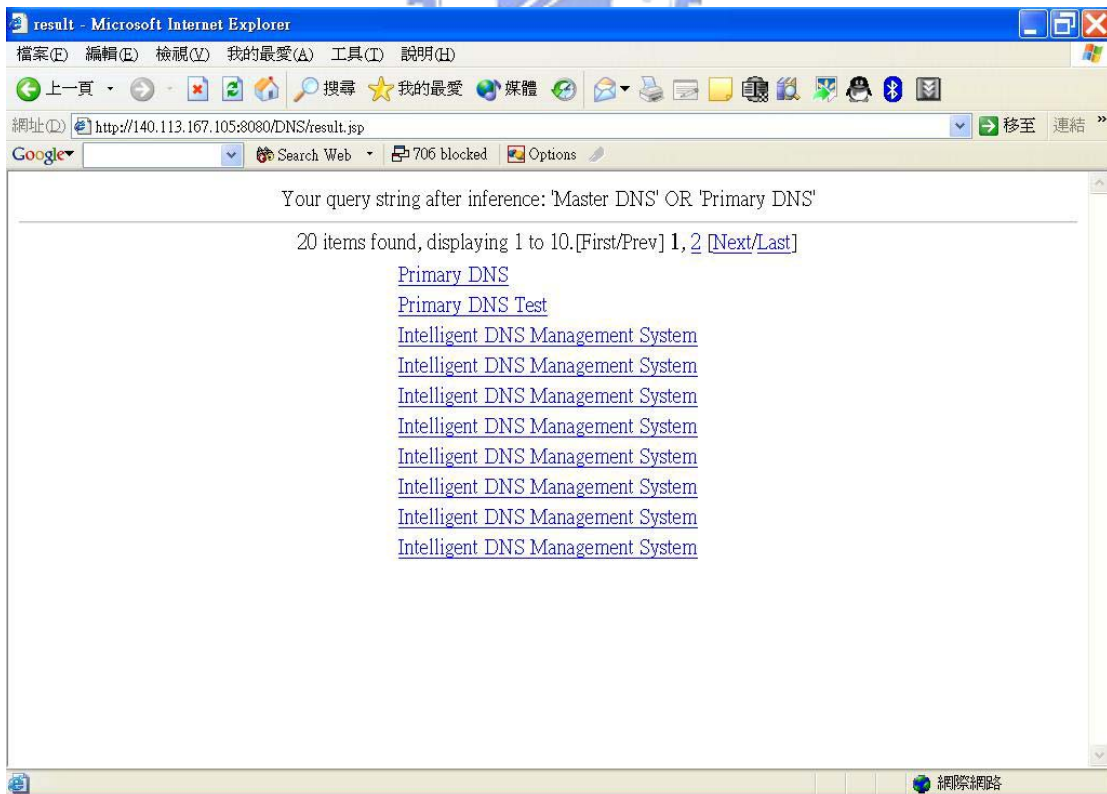 result - Microsoft Internet Explorer
檔案(F) 編輯(E) 檢視(V) 我的最愛(A) 工具(T) 說明(H)
上一頁 搜尋 我的最愛 媒體
網址(D) http://140.113.167.105:8080/DNS/result.jsp 移至 連結 »
Google Search Web 706 blocked Options
Your query string after inference: 'Master DNS' OR 'Primary DNS'
20 items found, displaying 1 to 10.[First/Prev] 1, 2 [Next/Last]
Primary DNS
Primary DNS Test
Intelligent DNS Management System
Intelligent DNS Management System
Intelligent DNS Management System
Intelligent DNS Management System
Intelligent DNS Management System
Intelligent DNS Management System
Intelligent DNS Management System
Intelligent DNS Management System
網際網路